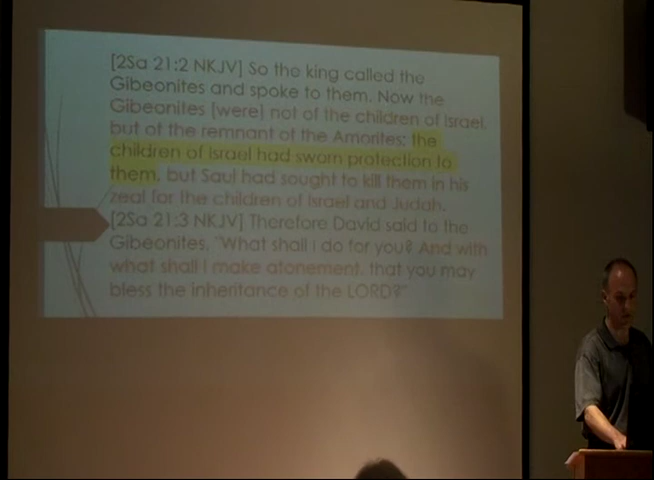 [2Sa 21:2 NKJV] So the king called the
Gibeonites and spoke to them. Now the
Gibeonites [were] not of the children of Israel,
but of the remnant of the Amorites; the
children of Israel had sworn protection to
them, but Saul had sought to kill them in his
zeal for the children of Israel and Judah.
[2Sa 21:3 NKJV] Therefore David said to the
Gibeonites, "What shall I do for you? And with
what shall I make atonement, that you may
bless the inheritance of the LORD?"